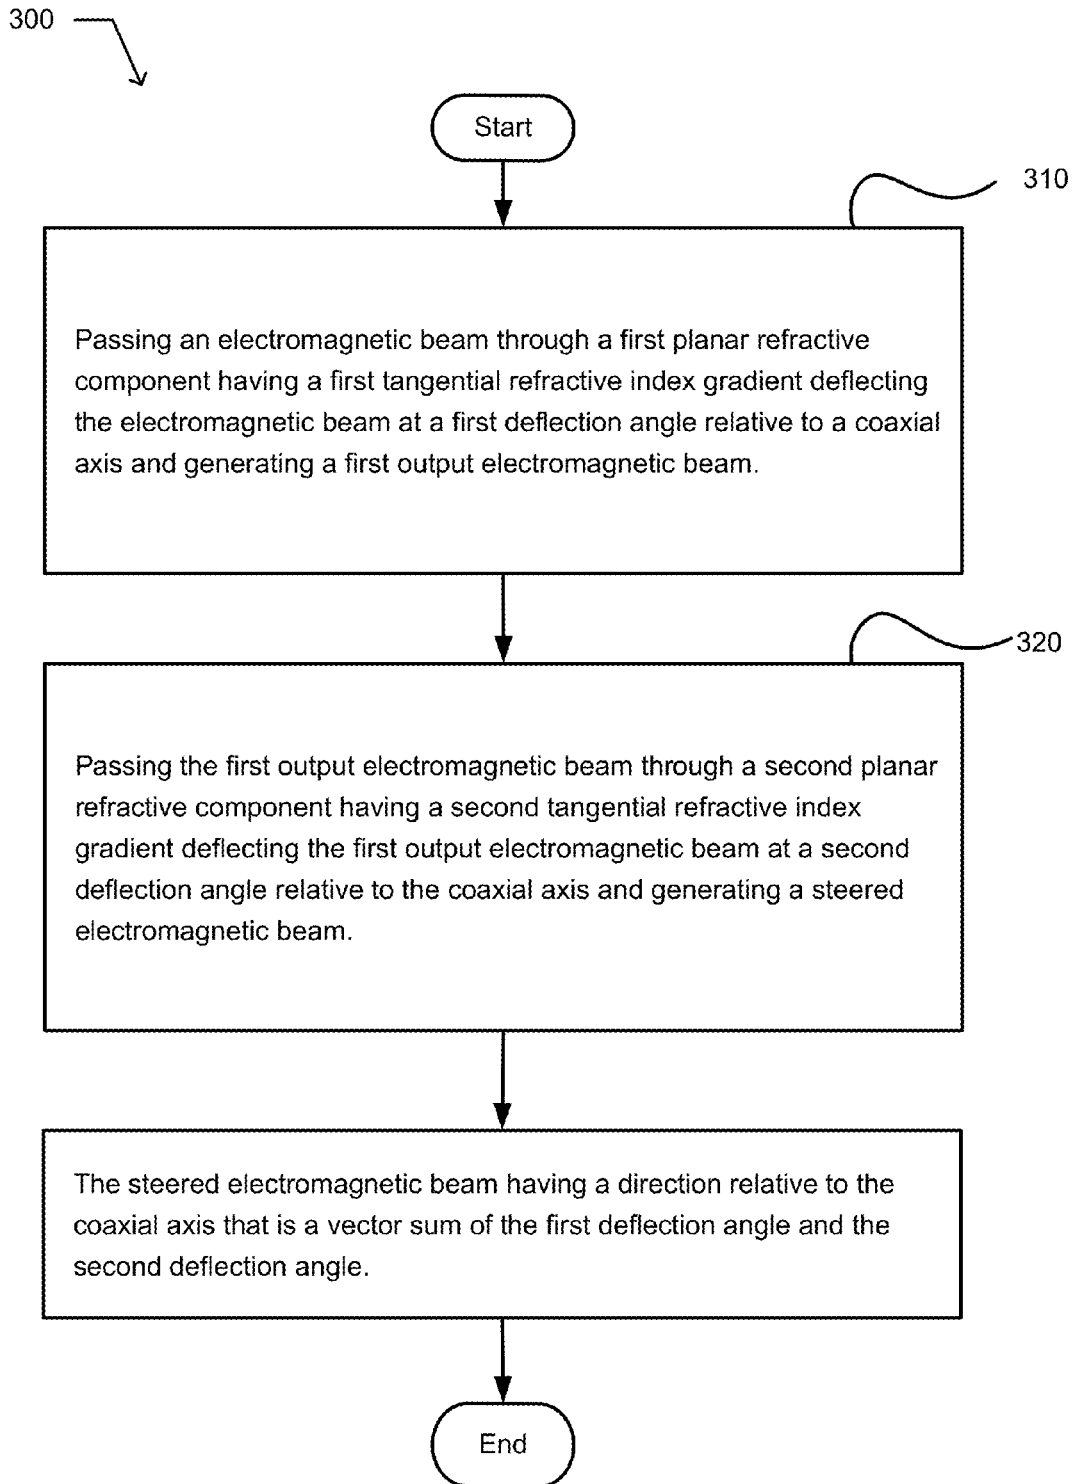 300
Start
310
Passing an electromagnetic beam through a first planar refractive
component having a first tangential refractive index gradient deflecting
the electromagnetic beam at a first deflection angle relative to a coaxial
axis and generating a first output electromagnetic beam.
320
Passing the first output electromagnetic beam through a second planar
refractive component having a second tangential refractive index
gradient deflecting the first output electromagnetic beam at a second
deflection angle relative to the coaxial axis and generating a steered
electromagnetic beam.
The steered electromagnetic beam having a direction relative to the
coaxial axis that is a vector sum of the first deflection angle and the
second deflection angle.
End